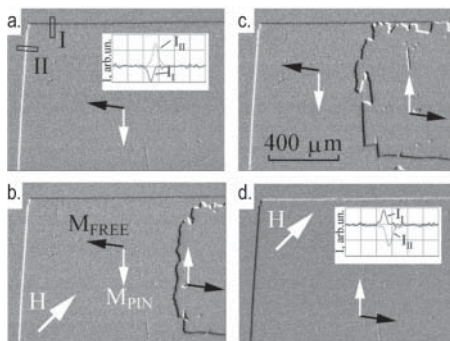 a.
I
II
I, arb.un.
I_II
I_I
c.
400 μm
b.
M_FREE
M_PIN
H
d.
H
I, arb.un.
I_I
I_II